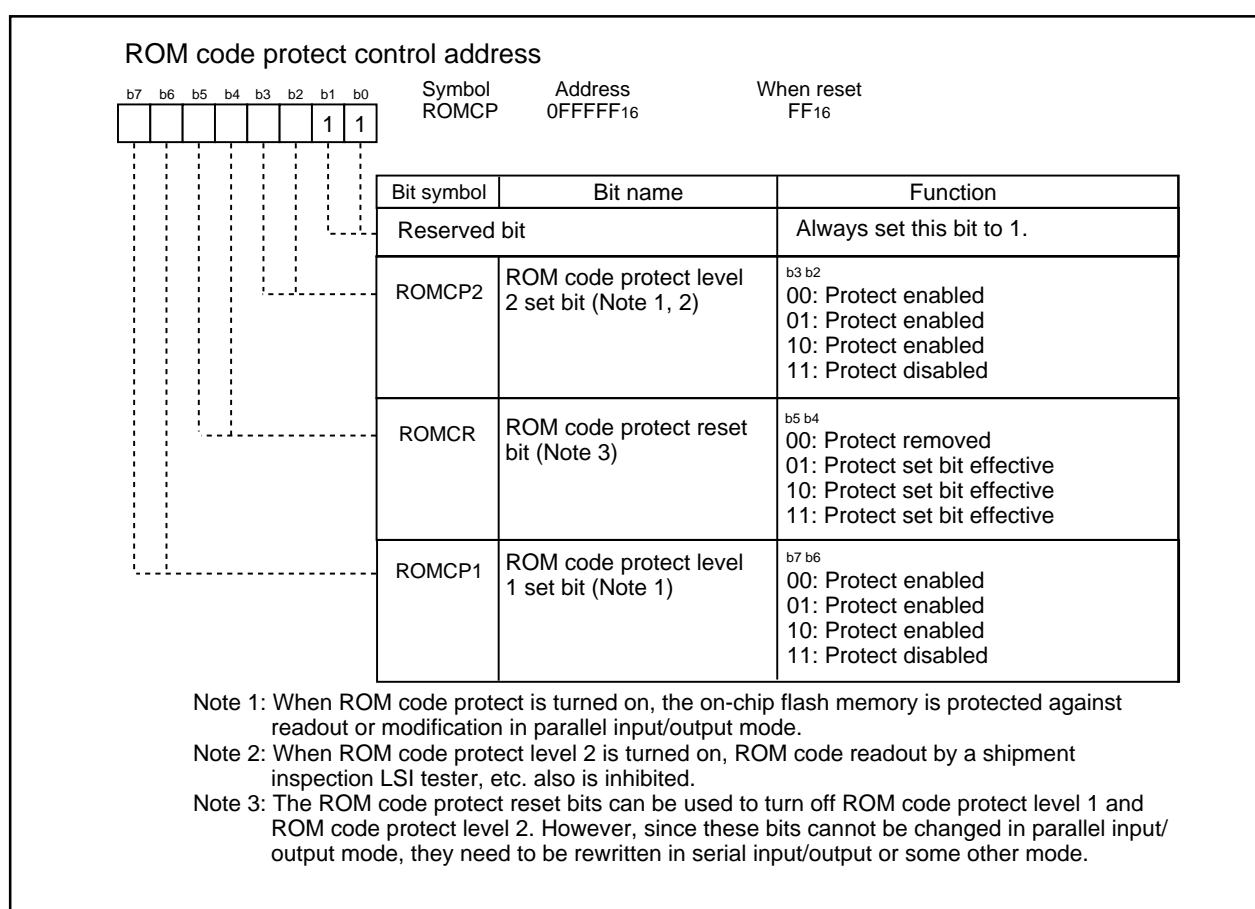 ROM code protect control address
b7 b6 b5 b4 b3 b2 b1 b0
Symbol Address When reset
ROMCP 0FFFFF16 FF16
1 1
Bit symbol Bit name Function
Reserved bit Always set this bit to 1.
ROMCP2 ROM code protect level
2 set bit (Note 1, 2)
b3 b2
00: Protect enabled
01: Protect enabled
10: Protect enabled
11: Protect disabled
ROMCR ROM code protect reset
bit (Note 3)
b5 b4
00: Protect removed
01: Protect set bit effective
10: Protect set bit effective
11: Protect set bit effective
ROMCP1 ROM code protect level
1 set bit (Note 1)
b7 b6
00: Protect enabled
01: Protect enabled
10: Protect enabled
11: Protect disabled
Note 1: When ROM code protect is turned on, the on-chip flash memory is protected against
readout or modification in parallel input/output mode.
Note 2: When ROM code protect level 2 is turned on, ROM code readout by a shipment
inspection LSI tester, etc. also is inhibited.
Note 3: The ROM code protect reset bits can be used to turn off ROM code protect level 1 and
ROM code protect level 2. However, since these bits cannot be changed in parallel input/
output mode, they need to be rewritten in serial input/output or some other mode.